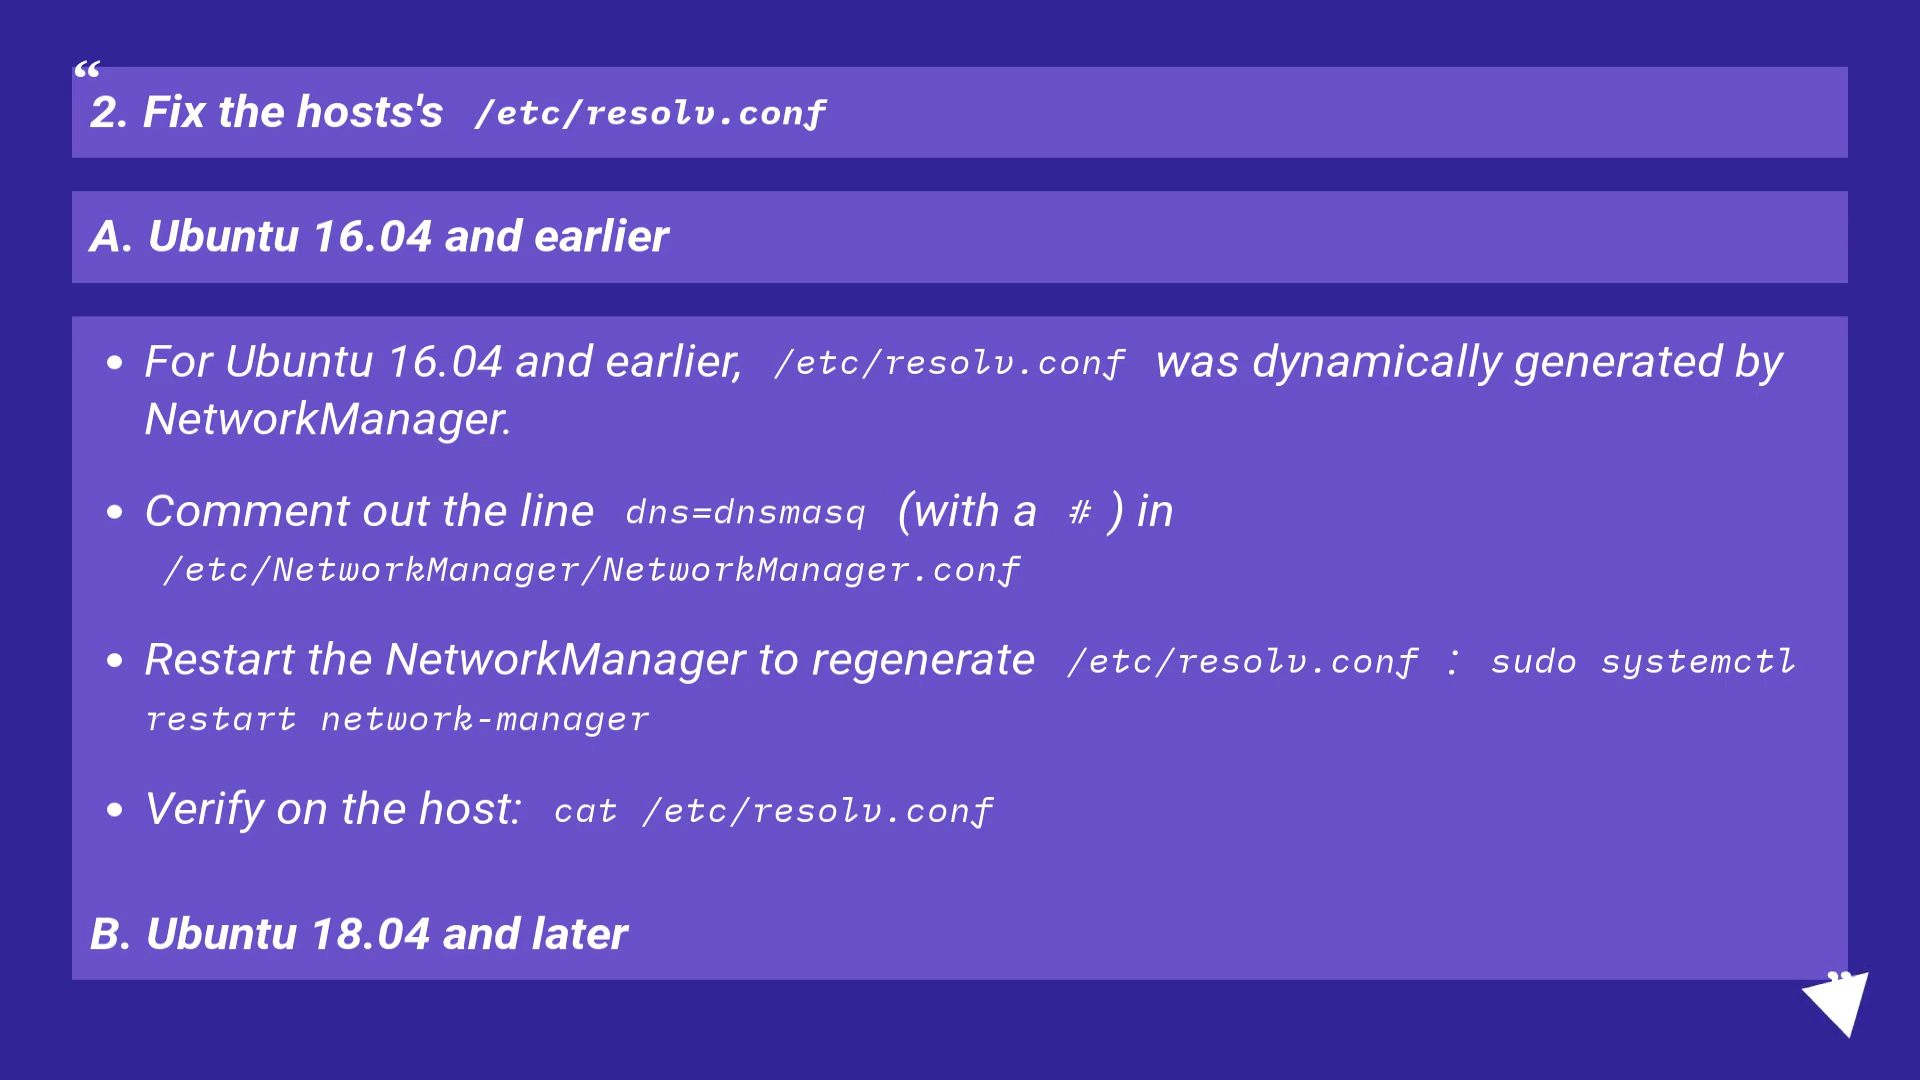 “
2. Fix the hosts's /etc/resolv.conf
A. Ubuntu 16.04 and earlier
• For Ubuntu 16.04 and earlier, /etc/resolv.conf was dynamically generated by
NetworkManager.
• Comment out the line dns=dnsmasq (with a # ) in
/etc/NetworkManager/NetworkManager.conf
• Restart the NetworkManager to regenerate /etc/resolv.conf : sudo systemctl
restart network-manager
• Verify on the host: cat /etc/resolv.conf
B. Ubuntu 18.04 and later
”